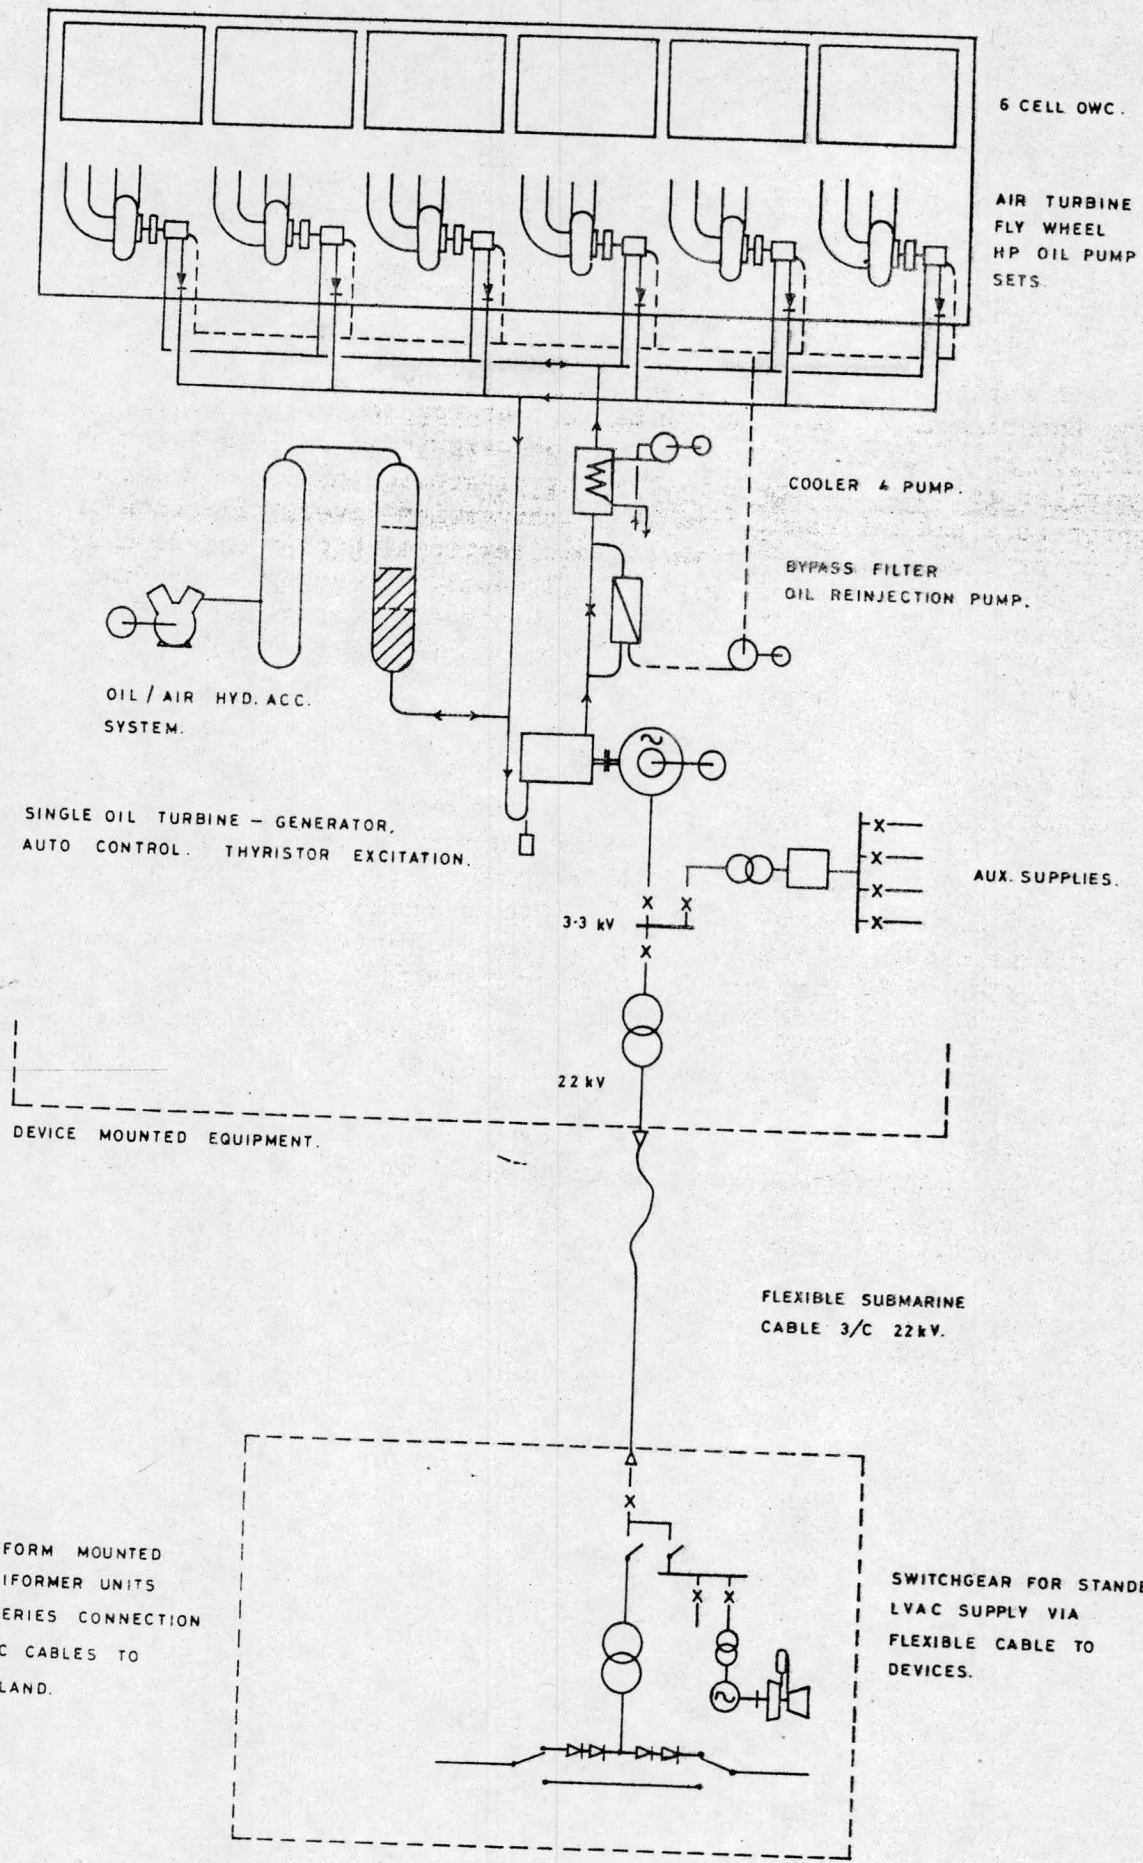 6 CELL OWC.
AIR TURBINE
FLY WHEEL
HP OIL PUMP
SETS.
COOLER & PUMP.
BYPASS FILTER
OIL REINJECTION PUMP.
OIL / AIR HYD. ACC.
SYSTEM.
SINGLE OIL TURBINE — GENERATOR,
AUTO CONTROL. THYRISTOR EXCITATION.
AUX. SUPPLIES.
3·3 kV
22 kV
DEVICE MOUNTED EQUIPMENT.
FLEXIBLE SUBMARINE
CABLE 3/C 22kV.
FORM MOUNTED
IFORMER UNITS
ERIES CONNECTION
C CABLES TO
LAND.
SWITCHGEAR FOR STANDE
LVAC SUPPLY VIA
FLEXIBLE CABLE TO
DEVICES.